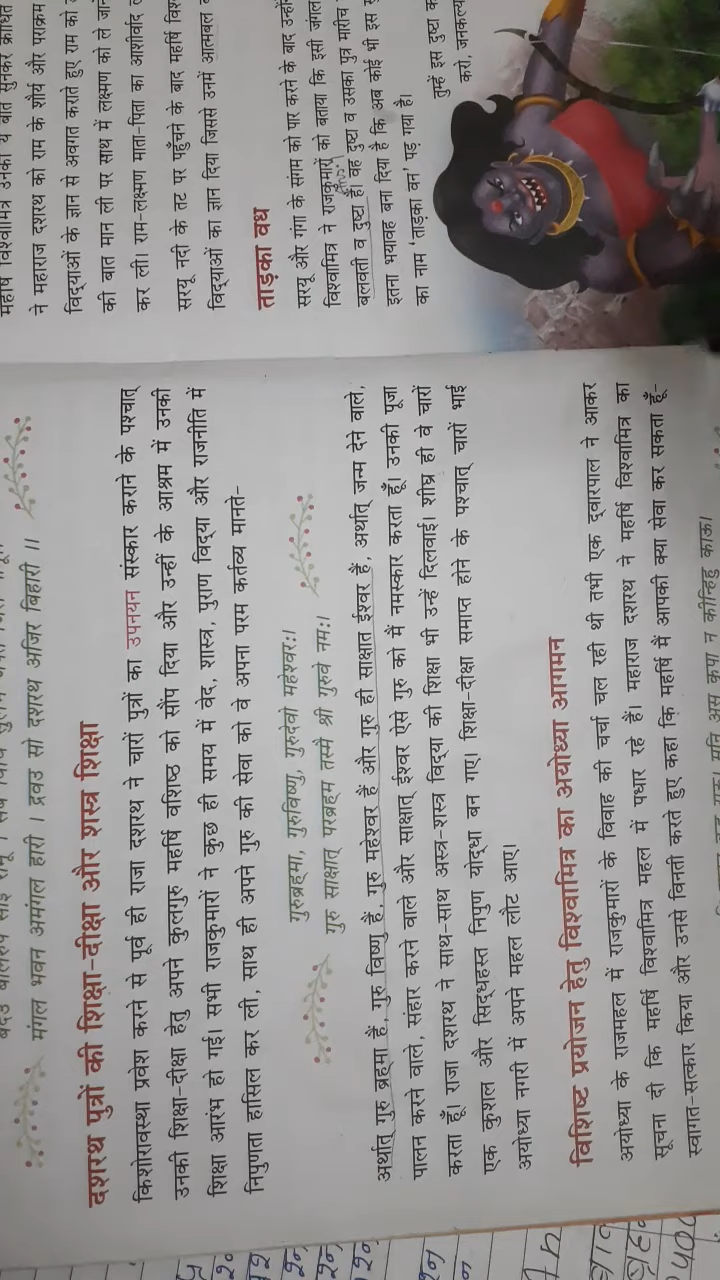 मंगल भवन अमंगल हारी । द्रवउ सो दशरथ अजिर बिहारी ।।
दशरथ पुत्रों की शिक्षा-दीक्षा और शस्त्र शिक्षा
किशोरावस्था प्रवेश करने से पूर्व ही राजा दशरथ ने चारों पुत्रों का उपनयन संस्कार कराने के पश्चात्
उनकी शिक्षा-दीक्षा हेतु अपने कुलगुरु महर्षि वशिष्ठ को सौंप दिया और उन्हीं के आश्रम में उनकी
शिक्षा आरंभ हो गई। सभी राजकुमारों ने कुछ ही समय में वेद, शास्त्र, पुराण विद्या और राजनीति में
निपुणता हासिल कर ली, साथ ही अपने गुरु की सेवा को वे अपना परम कर्तव्य मानते-
गुरुब्रह्मा, गुरुविष्णु, गुरुदेवो महेश्वरः।
गुरु साक्षात् परब्रह्म तस्मै श्री गुरुवे नमः।
अर्थात् गुरु ब्रह्मा हैं, गुरु विष्णु हैं, गुरु महेश्वर हैं और गुरु ही साक्षात ईश्वर हैं, अर्थात् जन्म देने वाले,
पालन करने वाले, संहार करने वाले और साक्षात् ईश्वर ऐसे गुरु को मैं नमस्कार करता हूँ। उनकी पूजा
करता हूँ। राजा दशरथ ने साथ-साथ अस्त्र-शस्त्र विद्या की शिक्षा भी उन्हें दिलवाई। शीघ्र ही वे चारों
एक कुशल और सिद्धहस्त निपुण योद्धा बन गए। शिक्षा-दीक्षा समाप्त होने के पश्चात् चारों भाई
अयोध्या नगरी में अपने महल लौट आए।
विशिष्ट प्रयोजन हेतु विश्वामित्र का अयोध्या आगमन
अयोध्या के राजमहल में राजकुमारों के विवाह की चर्चा चल रही थी तभी एक द्वारपाल ने आकर
सूचना दी कि महर्षि विश्वामित्र महल में पधार रहे हैं। महाराज दशरथ ने महर्षि विश्वामित्र का
स्वागत-सत्कार किया और उनसे विनती करते हुए कहा कि महर्षि मैं आपकी क्या सेवा कर सकता हूँ-
अस कृपा न कीन्हिहु काऊ।
महर्षि विश्वामित्र उनकी ये बातें सुनकर क्रोधित
ने महाराज दशरथ को राम के शौर्य और पराक्रम
विद्याओं के ज्ञान से अवगत कराते हुए राम को
की बात मान ली पर साथ में लक्ष्मण को ले जाने
कर ली। राम-लक्ष्मण माता-पिता का आशीर्वाद
सरयू नदी के तट पर पहुँचने के बाद महर्षि
विद्याओं का ज्ञान दिया जिससे उनमें आत्मबल
ताड़का वध
सरयू और गंगा के संगम को पार करने के बाद उन्होंने
विश्वामित्र ने राजकुमारों को बताया कि इसी जंगल
बलवती व दुष्टा है। वह दुष्टा व उसका पुत्र मारीच
इतना भयावह बना दिया है कि अब कोई भी इस
का नाम 'ताड़का वन' पड़ गया है।
तुम्हें इस दुष्टा
करो, जनकल्या